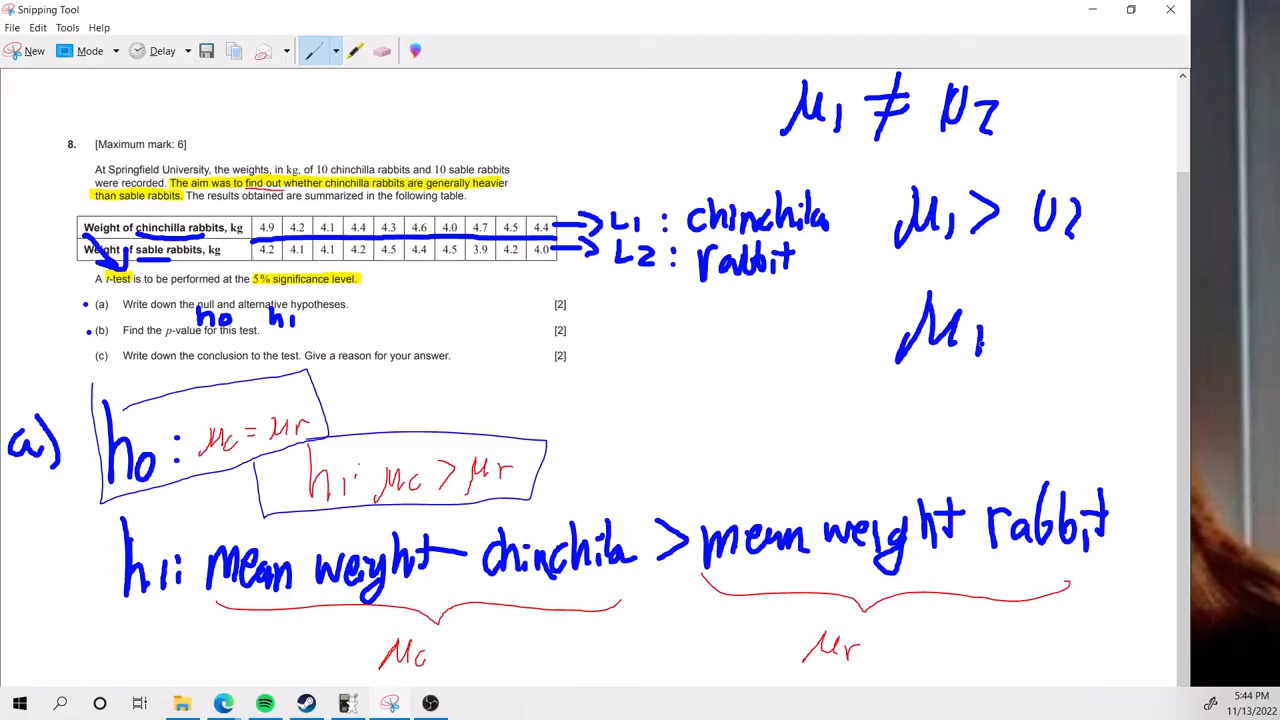 Snipping Tool
File Edit Tools Help
New Mode Delay
μ1 ≠ μ2
8. [Maximum mark: 6]
At Springfield University, the weights, in kg, of 10 chinchilla rabbits and 10 sable rabbits
were recorded. The aim was to find out whether chinchilla rabbits are generally heavier
than sable rabbits. The results obtained are summarized in the following table.
Weight of chinchilla rabbits, kg 4.9 4.2 4.1 4.4 4.3 4.6 4.0 4.7 4.5 4.4
→ L1 : chinchila
μ1 > μ2
Weight of sable rabbits, kg 4.2 4.1 4.1 4.2 4.5 4.4 4.5 3.9 4.2 4.0
→ L2 : rabbit
A t-test is to be performed at the 5% significance level.
(a) Write down the null and alternative hypotheses. [2]
h0 h1
(b) Find the p-value for this test. [2]
μ1
(c) Write down the conclusion to the test. Give a reason for your answer. [2]
a) h0 : μc = μr
h1: μc > μr
h1: mean weight chinchila > mean weight rabbit
μc μr
5:44 PM
11/13/2022